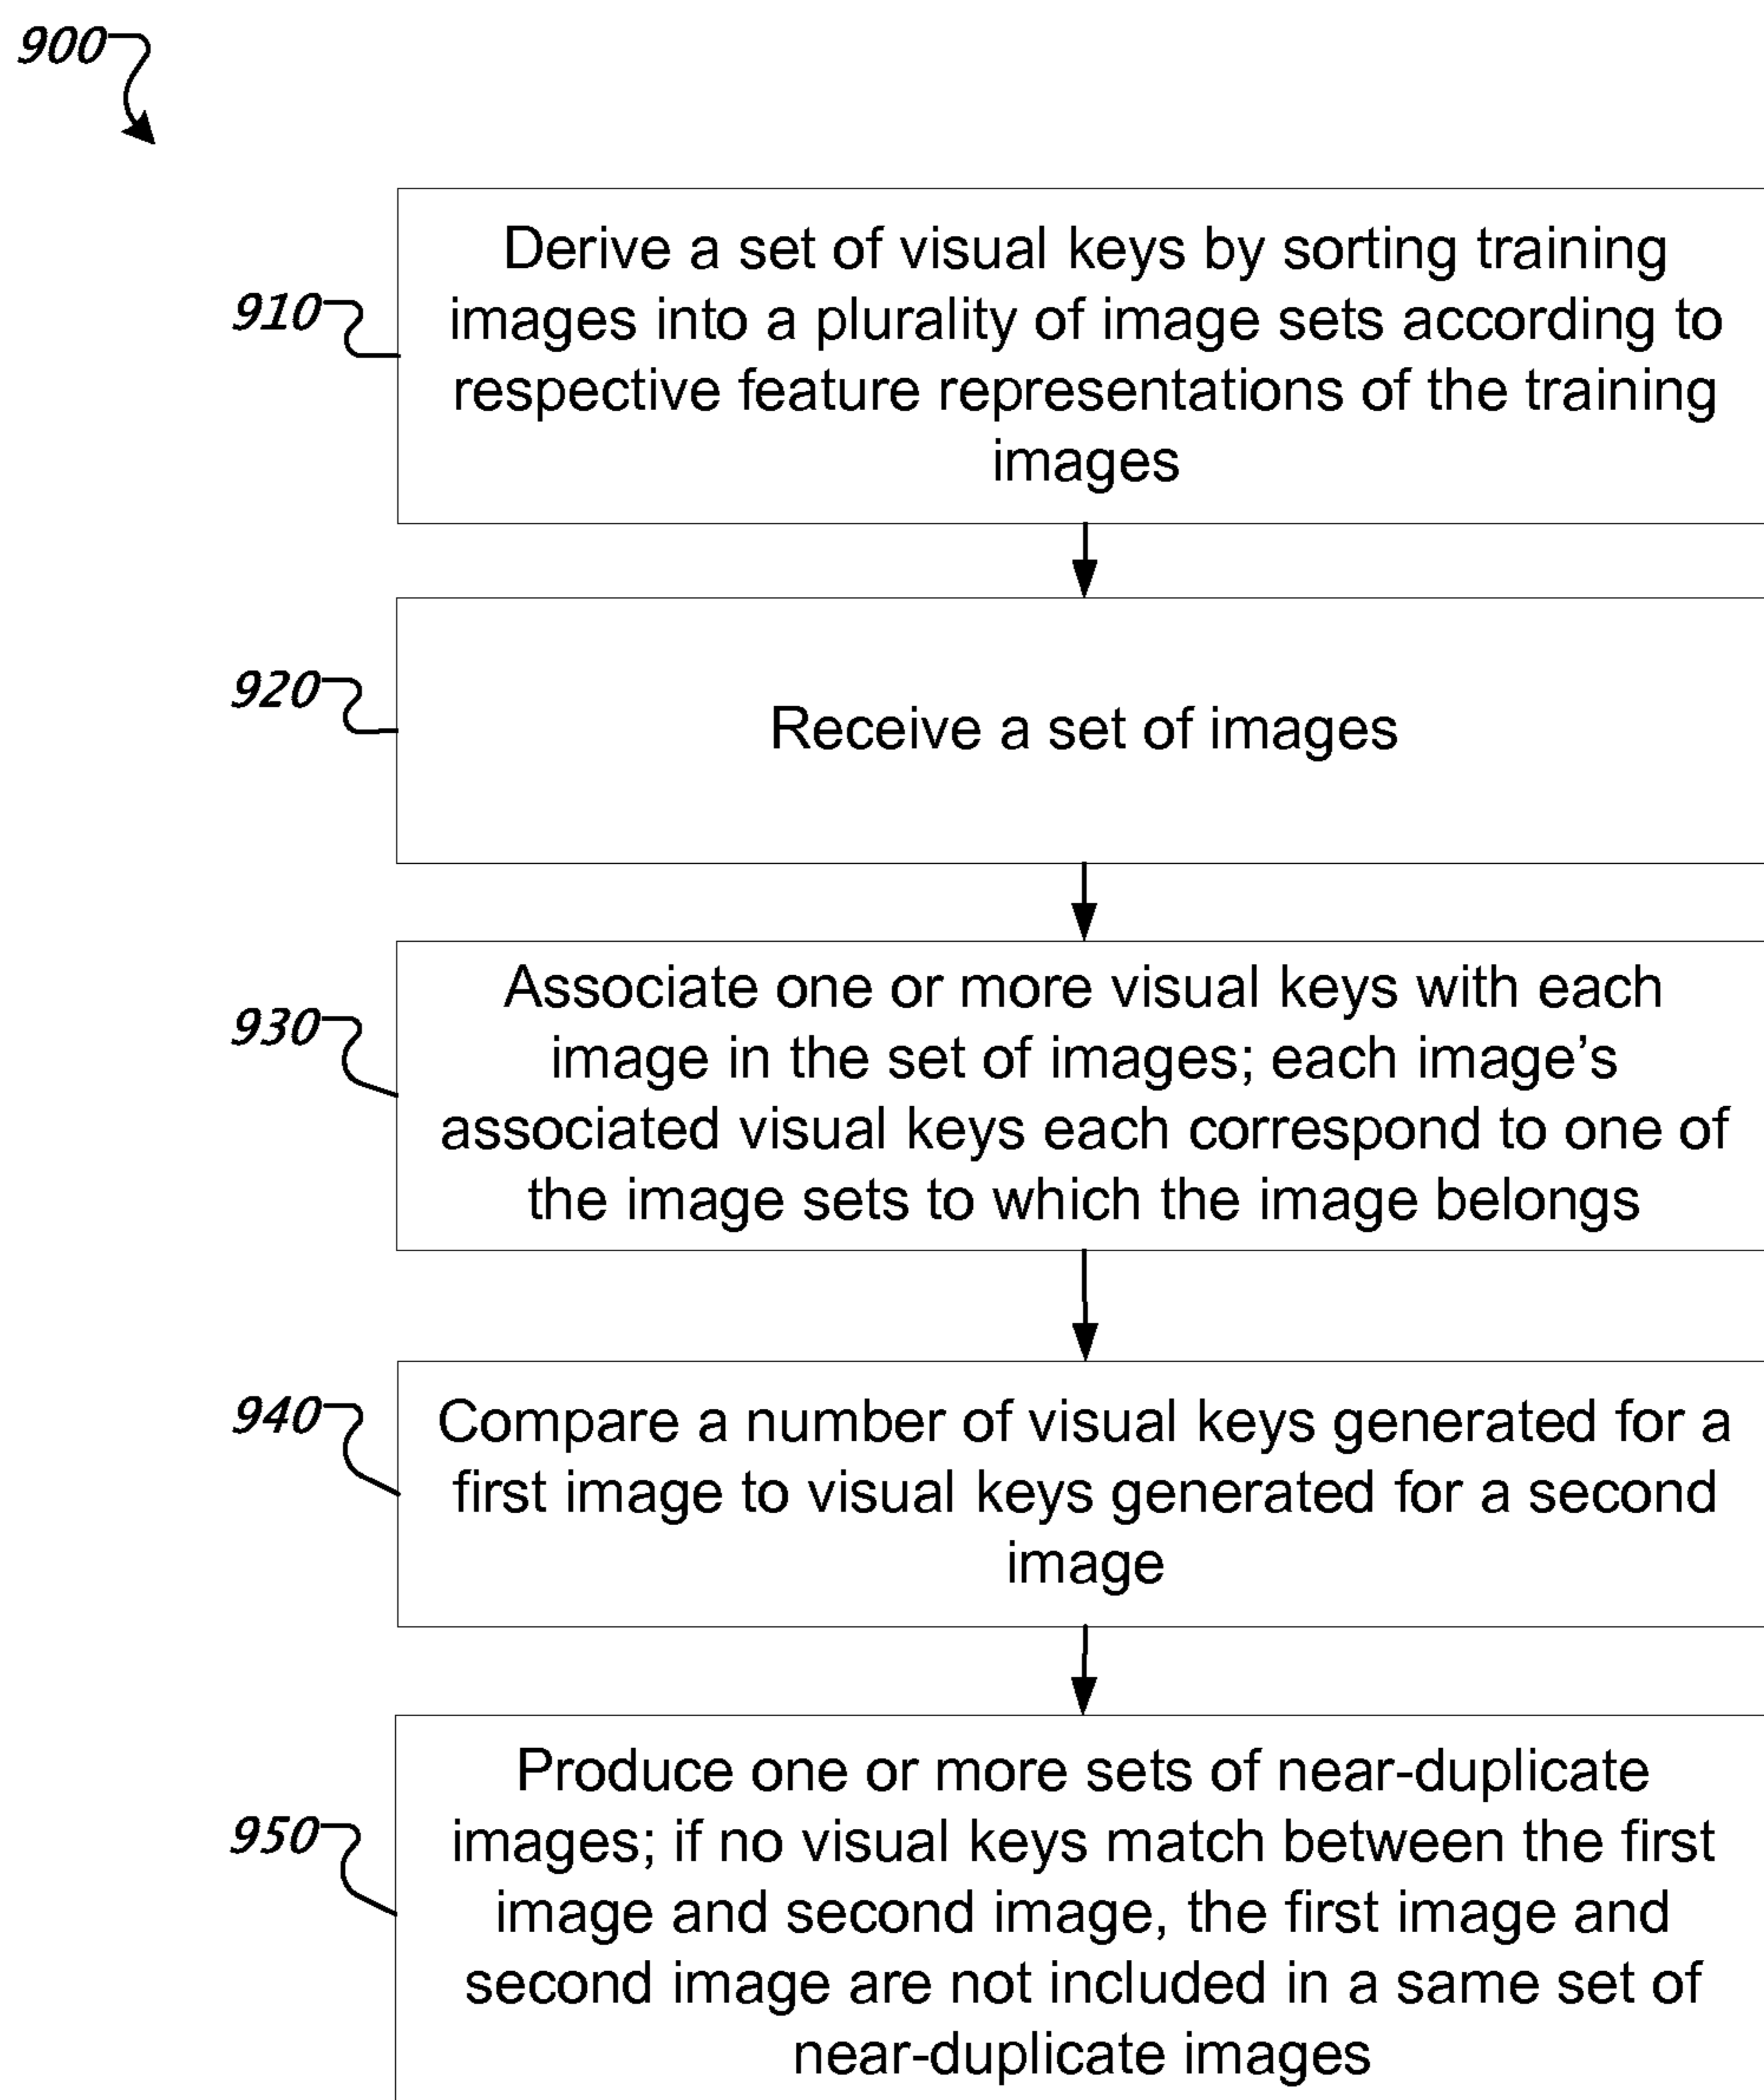 900
910
Derive a set of visual keys by sorting training
images into a plurality of image sets according to
respective feature representations of the training
images
920
Receive a set of images
930
Associate one or more visual keys with each
image in the set of images; each image’s
associated visual keys each correspond to one of
the image sets to which the image belongs
940
Compare a number of visual keys generated for a
first image to visual keys generated for a second
image
950
Produce one or more sets of near-duplicate
images; if no visual keys match between the first
image and second image, the first image and
second image are not included in a same set of
near-duplicate images